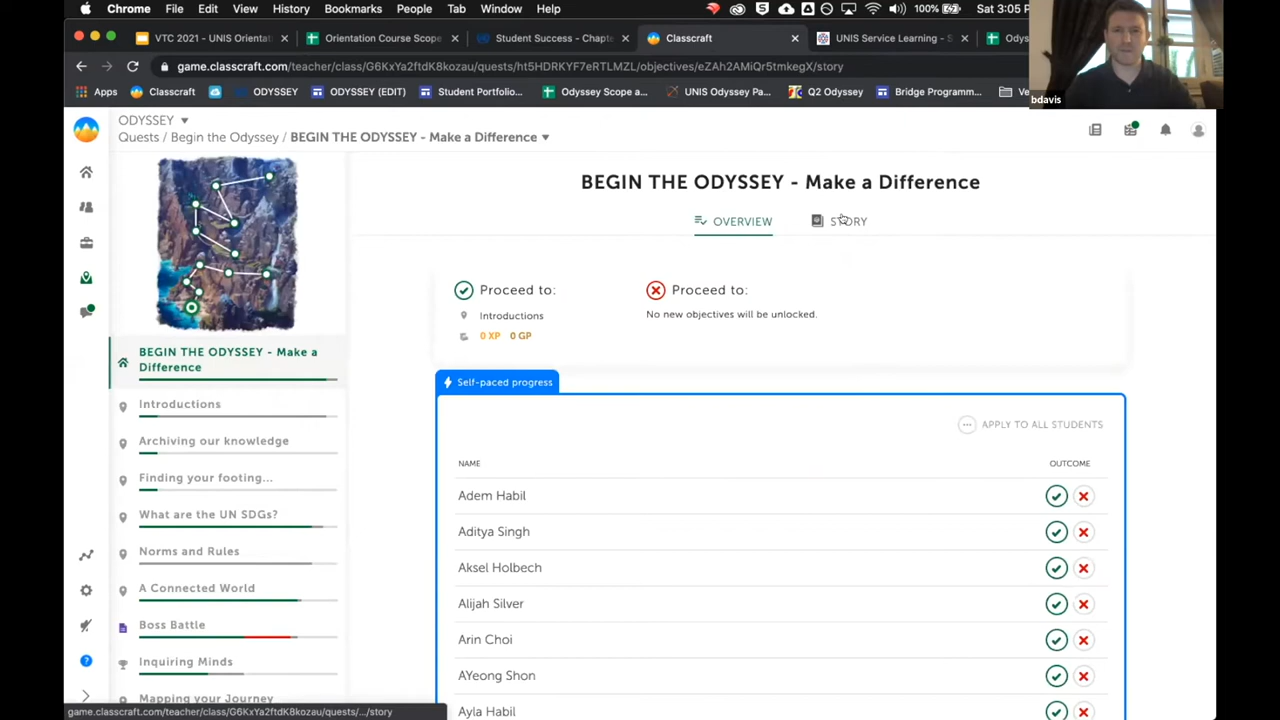 Chrome File Edit View History Bookmarks People Tab Window Help 100% Sat 3:05 P
VTC 2021 - UNIS Orientat Orientation Course Scope Student Success - Chapte Classcraft UNIS Service Learning - S Odys
game.classcraft.com/teacher/class/G6KxYa2ftdK8kozau/quests/ht5HDRKYF7eRTLMZL/objectives/eZAh2AMiQr5tmkegX/story
Apps Classcraft ODYSSEY ODYSSEY (EDIT) Student Portfolio... Odyssey Scope a... UNIS Odyssey Pa... Q2 Odyssey Bridge Programm... Ve
bdavis
ODYSSEY
Quests / Begin the Odyssey / BEGIN THE ODYSSEY - Make a Difference
BEGIN THE ODYSSEY - Make a Difference
OVERVIEW STORY
Proceed to: Proceed to:
Introductions No new objectives will be unlocked.
0 XP 0 GP
BEGIN THE ODYSSEY - Make a
Difference
Introductions
Archiving our knowledge
Finding your footing...
What are the UN SDGs?
Norms and Rules
A Connected World
Boss Battle
Inquiring Minds
Mapping your Journey
Self-paced progress
APPLY TO ALL STUDENTS
NAME OUTCOME
Adem Habil
Aditya Singh
Aksel Holbech
Alijah Silver
Arin Choi
AYeong Shon
Ayla Habil
game.classcraft.com/teacher/class/G6KxYa2ftdK8kozau/quests/.../story